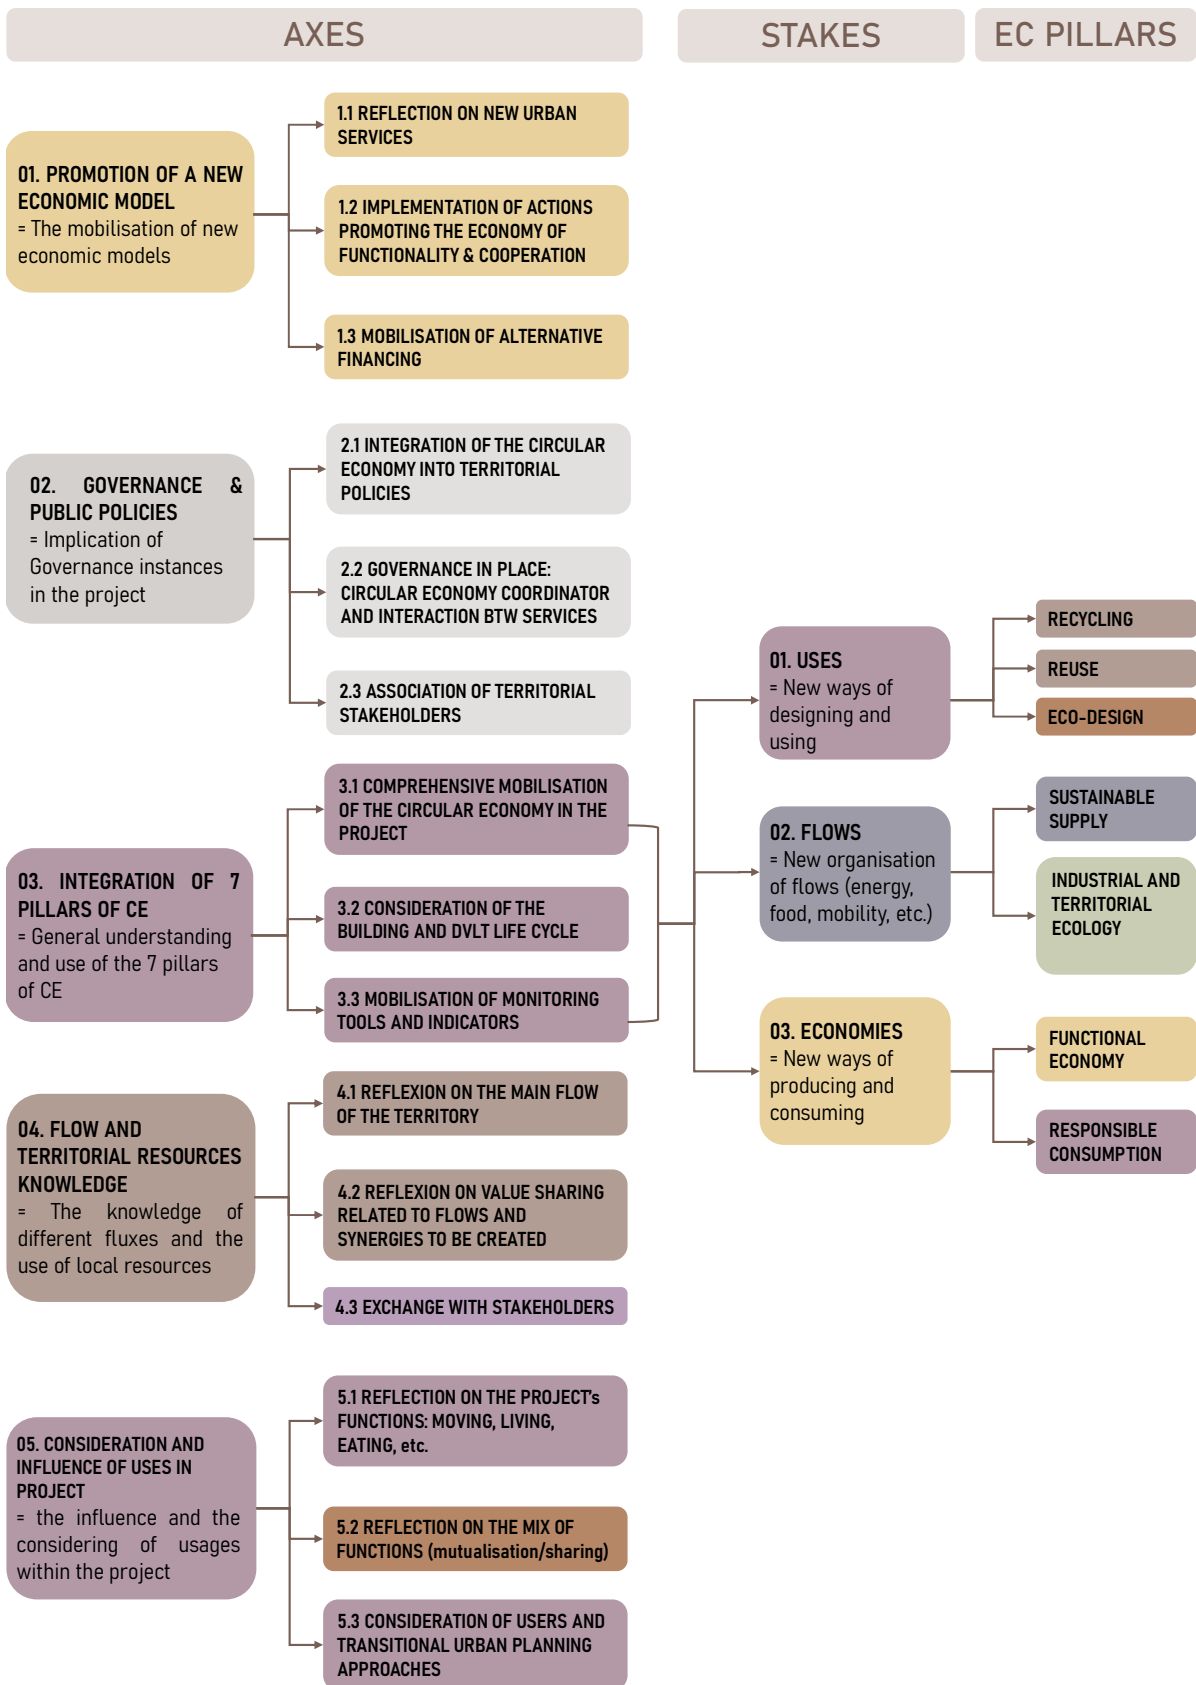 AXES
STAKES
EC PILLARS
01. PROMOTION OF A NEW
ECONOMIC MODEL
= The mobilisation of new
economic models
1.1 REFLECTION ON NEW URBAN
SERVICES
1.2 IMPLEMENTATION OF ACTIONS
PROMOTING THE ECONOMY OF
FUNCTIONALITY & COOPERATION
1.3 MOBILISATION OF ALTERNATIVE
FINANCING
02. GOVERNANCE &
PUBLIC POLICIES
= Implication of
Governance instances
in the project
2.1 INTEGRATION OF THE CIRCULAR
ECONOMY INTO TERRITORIAL
POLICIES
2.2 GOVERNANCE IN PLACE:
CIRCULAR ECONOMY COORDINATOR
AND INTERACTION BTW SERVICES
2.3 ASSOCIATION OF TERRITORIAL
STAKEHOLDERS
03. INTEGRATION OF 7
PILLARS OF CE
= General understanding
and use of the 7 pillars
of CE
3.1 COMPREHENSIVE MOBILISATION
OF THE CIRCULAR ECONOMY IN THE
PROJECT
3.2 CONSIDERATION OF THE
BUILDING AND DVLT LIFE CYCLE
3.3 MOBILISATION OF MONITORING
TOOLS AND INDICATORS
04. FLOW AND
TERRITORIAL RESOURCES
KNOWLEDGE
= The knowledge of
different fluxes and the
use of local resources
4.1 REFLEXION ON THE MAIN FLOW
OF THE TERRITORY
4.2 REFLEXION ON VALUE SHARING
RELATED TO FLOWS AND
SYNERGIES TO BE CREATED
4.3 EXCHANGE WITH STAKEHOLDERS
05. CONSIDERATION AND
INFLUENCE OF USES IN
PROJECT
= the influence and the
considering of usages
within the project
5.1 REFLECTION ON THE PROJECT's
FUNCTIONS: MOVING, LIVING,
EATING, etc.
5.2 REFLECTION ON THE MIX OF
FUNCTIONS (mutualisation/sharing)
5.3 CONSIDERATION OF USERS AND
TRANSITIONAL URBAN PLANNING
APPROACHES
01. USES
= New ways of
designing and
using
02. FLOWS
= New organisation
of flows (energy,
food, mobility, etc.)
03. ECONOMIES
= New ways of
producing and
consuming
RECYCLING
REUSE
ECO-DESIGN
SUSTAINABLE
SUPPLY
INDUSTRIAL AND
TERRITORIAL
ECOLOGY
FUNCTIONAL
ECONOMY
RESPONSIBLE
CONSUMPTION